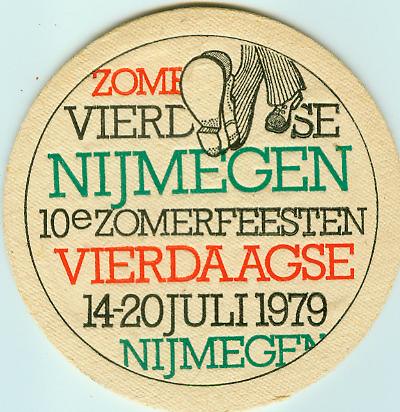 ZOME
VIERD SE
NIJMEGEN
10e ZOMERFEESTEN
VIERDAAGSE
14-20 JULI 1979
NIJMEGEN